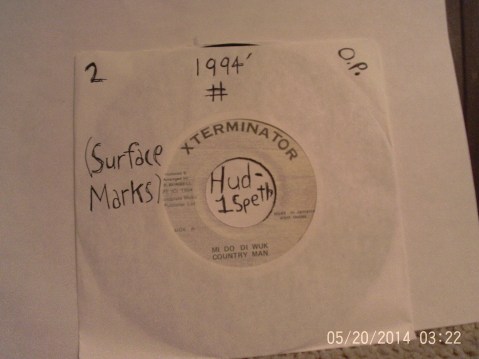 2
1994'
#
O.P.
(Surface
Marks)
XTERMINATOR
Hud-
1Speth
MI DO DI WUK
COUNTRY MAN
05/20/2014 03:22